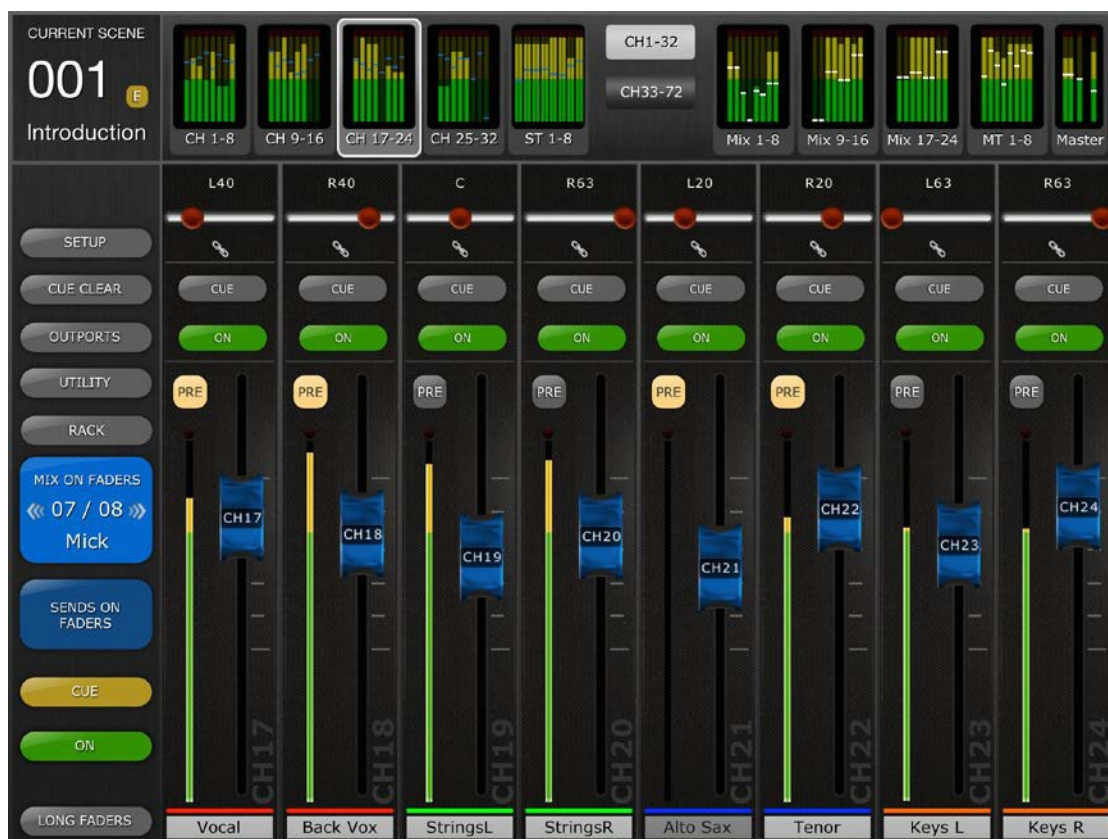 CURRENT SCENE
001 E
Introduction
CH 1-8 CH 9-16 CH 17-24 CH 25-32 ST 1-8
CH1-32
CH33-72
Mix 1-8 Mix 9-16 Mix 17-24 MT 1-8 Master
L40 R40 C R63 L20 R20 L63 R63
SETUP
CUE CLEAR
OUTPORTS
UTILITY
RACK
MIX ON FADERS
07 / 08
Mick
SENDS ON
FADERS
CUE
ON
LONG FADERS
CUE CUE CUE CUE CUE CUE CUE CUE
ON ON ON ON ON ON ON ON
PRE PRE PRE PRE PRE PRE PRE PRE
CH17 CH18 CH19 CH20 CH21 CH22 CH23 CH24
CH17 CH18 CH19 CH20 CH21 CH22 CH23 CH24
Vocal Back Vox StringsL StringsR Alto Sax Tenor Keys L Keys R